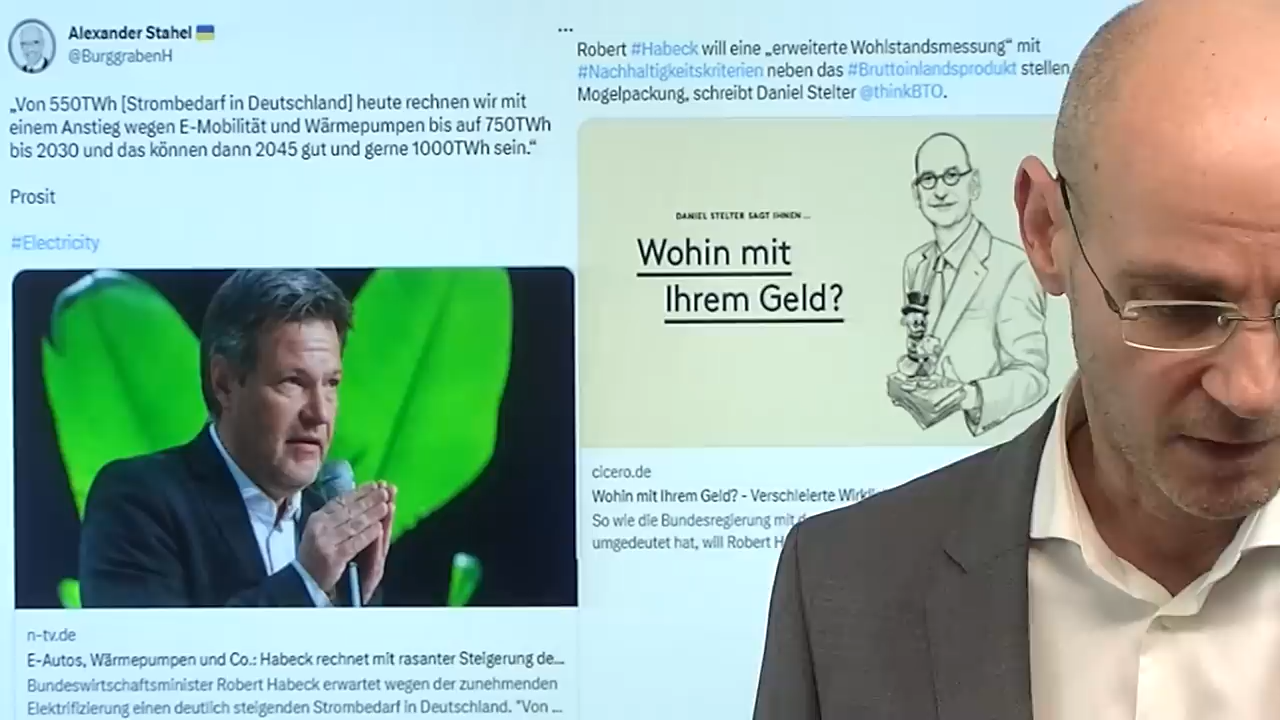 Alexander Stahel
@BurggrabenH
...
„Von 550TWh [Strombedarf in Deutschland] heute rechnen wir mit
einem Anstieg wegen E-Mobilität und Wärmepumpen bis auf 750TWh
bis 2030 und das können dann 2045 gut und gerne 1000TWh sein.“
Prosit
#Electricity
n-tv.de
E-Autos, Wärmepumpen und Co.: Habeck rechnet mit rasanter Steigerung de...
Bundeswirtschaftsminister Robert Habeck erwartet wegen der zunehmenden
Elektrifizierung einen deutlich steigenden Strombedarf in Deutschland. "Von ...
Robert #Habeck will eine „erweiterte Wohlstandsmessung“ mit
#Nachhaltigkeitskriterien neben das #Bruttoinlandsprodukt stellen
Mogelpackung, schreibt Daniel Stelter @thinkBTO.
DANIEL STELTER SAGT IHNEN ...
Wohin mit
Ihrem Geld?
cicero.de
Wohin mit Ihrem Geld? - Verschleierte
So wie die Bundesregierung mit
umgedeutet hat, will Robert